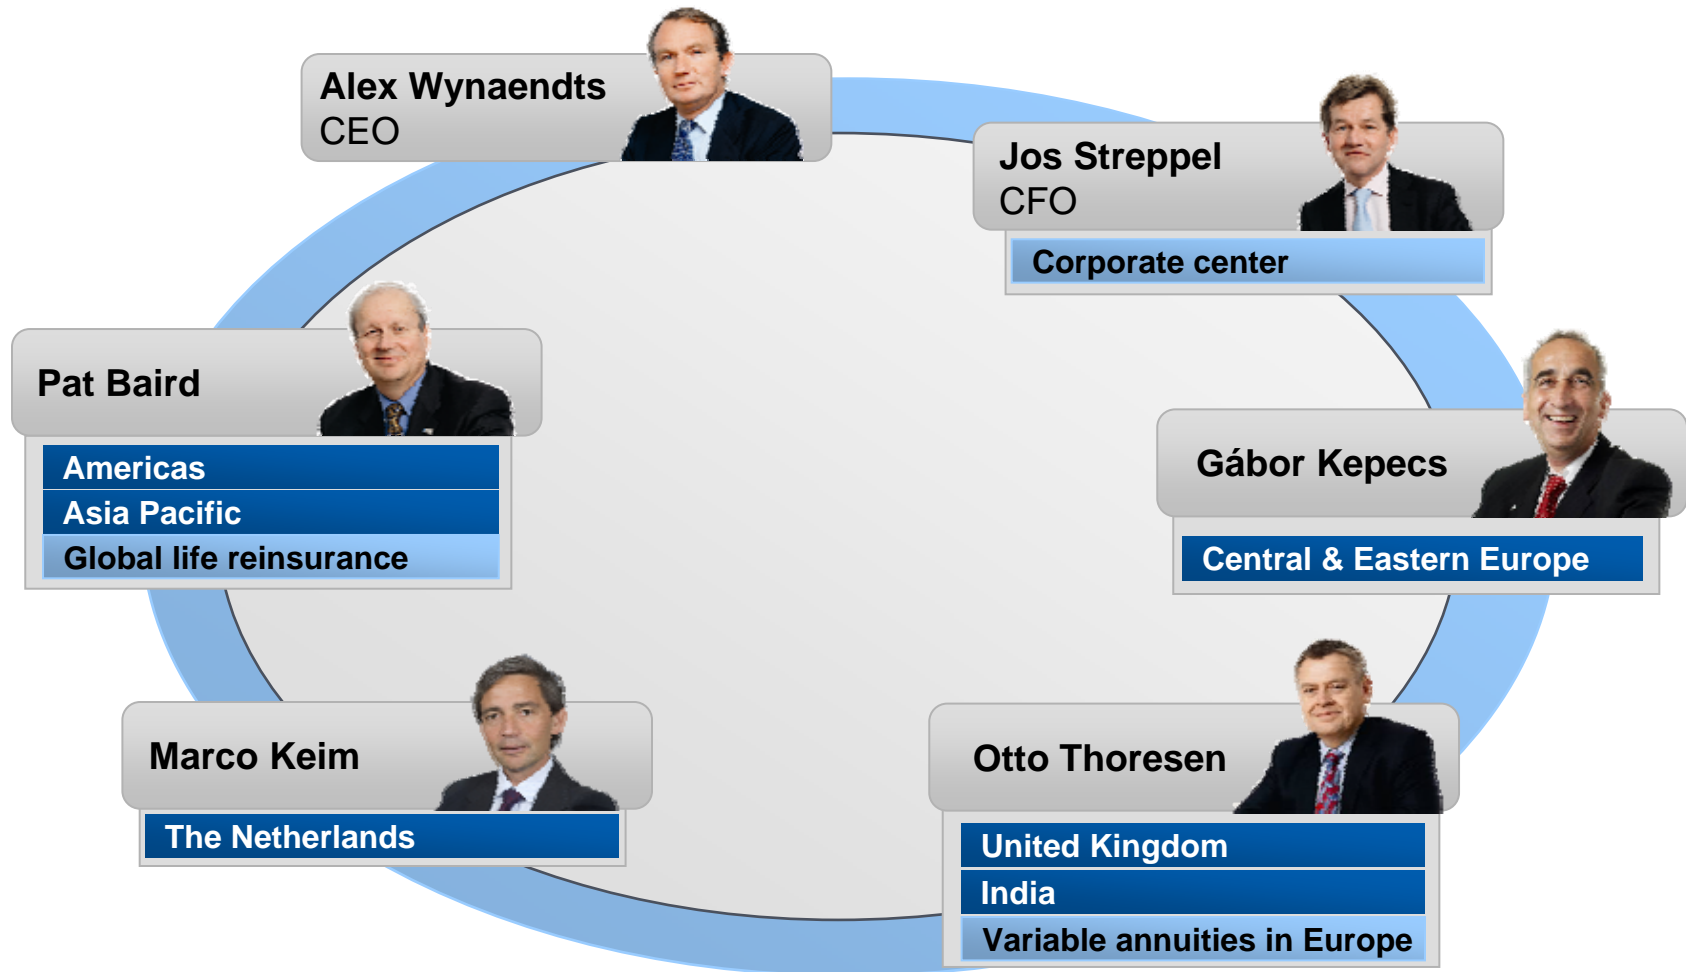 Alex Wynaendts
CEO
Jos Streppel
CFO
Corporate center
Pat Baird
Americas
Asia Pacific
Global life reinsurance
Gábor Kepecs
Central & Eastern Europe
Marco Keim
The Netherlands
Otto Thoresen
United Kingdom
India
Variable annuities in Europe